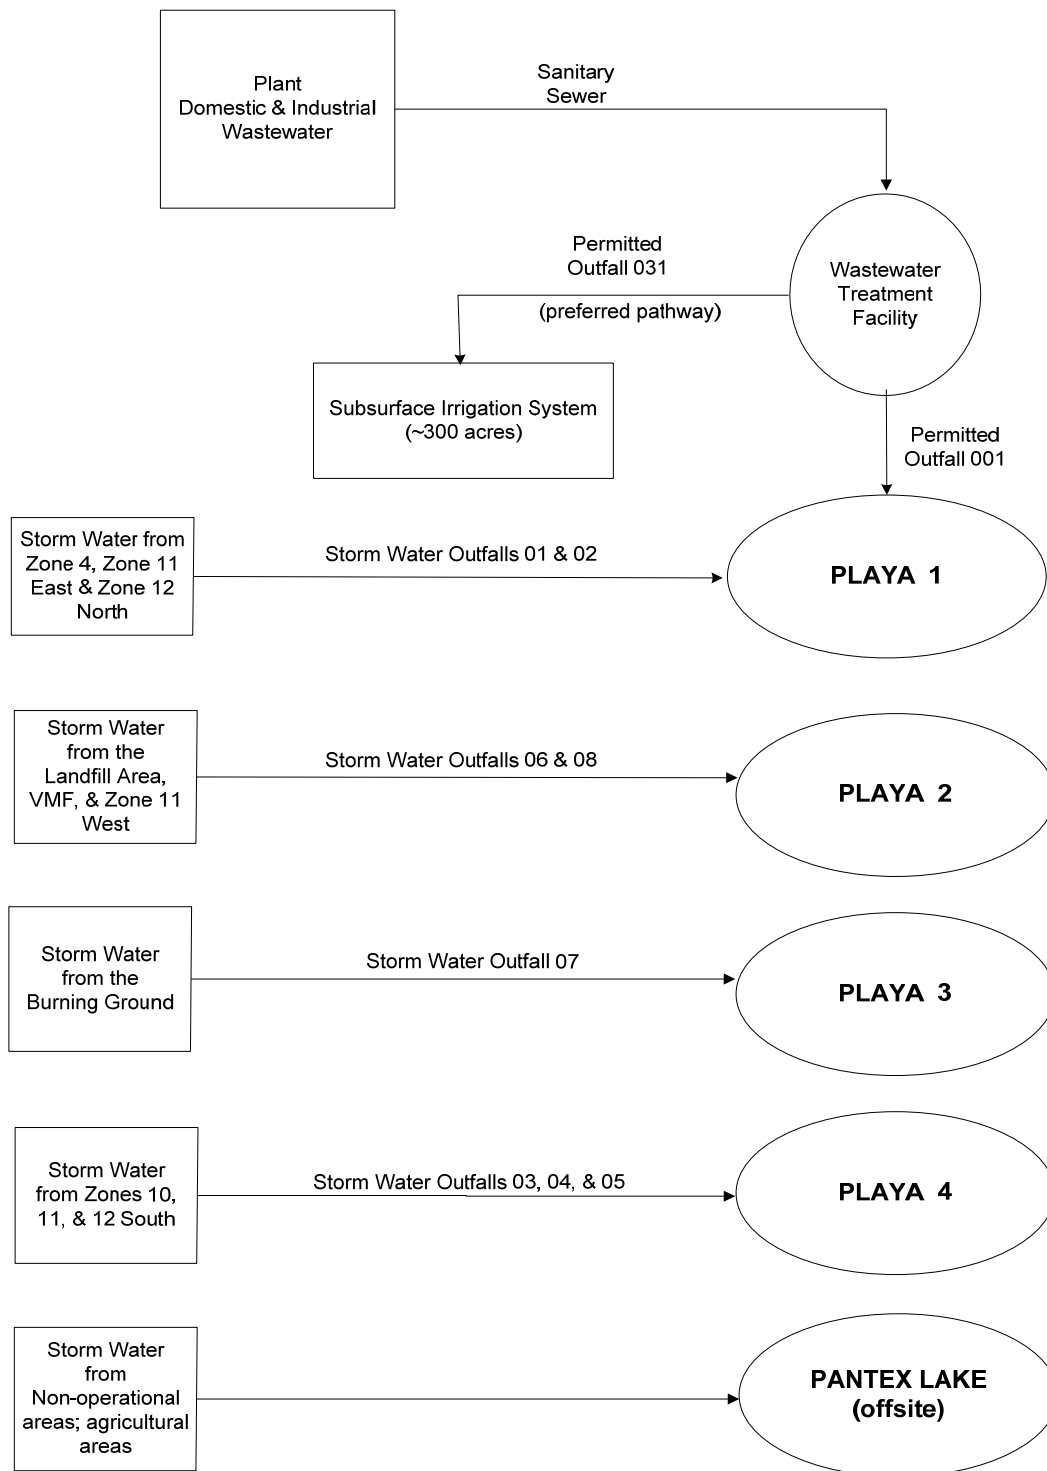 Plant
Domestic & Industrial
Wastewater
Sanitary
Sewer
Permitted
Outfall 031
(preferred pathway)
Wastewater
Treatment
Facility
Subsurface Irrigation System
(~300 acres)
Permitted
Outfall 001
Storm Water from
Zone 4, Zone 11
East & Zone 12
North
Storm Water Outfalls 01 & 02
PLAYA 1
Storm Water
from the
Landfill Area,
VMF, & Zone 11
West
Storm Water Outfalls 06 & 08
PLAYA 2
Storm Water
from the
Burning Ground
Storm Water Outfall 07
PLAYA 3
Storm Water
from Zones 10,
11, & 12 South
Storm Water Outfalls 03, 04, & 05
PLAYA 4
Storm Water
from
Non-operational
areas; agricultural
areas
PANTEX LAKE
(offsite)